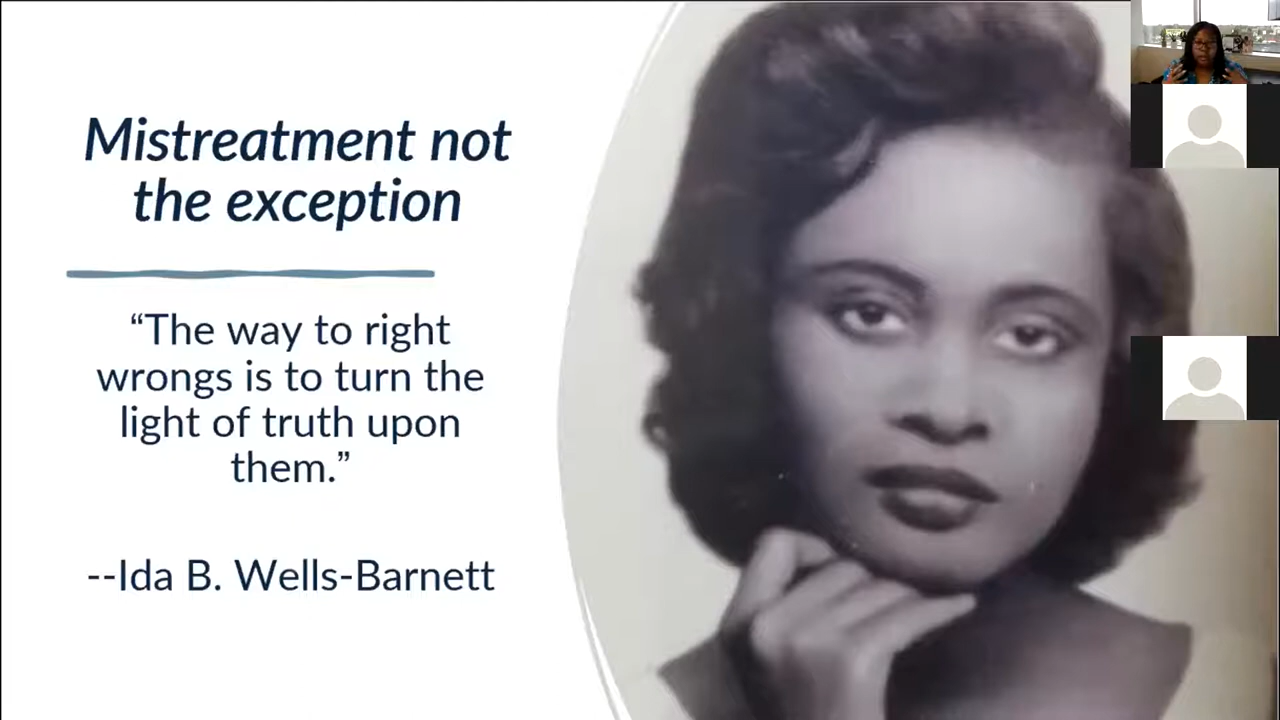 Mistreatment not
the exception
“The way to right
wrongs is to turn the
light of truth upon
them.”
--Ida B. Wells-Barnett